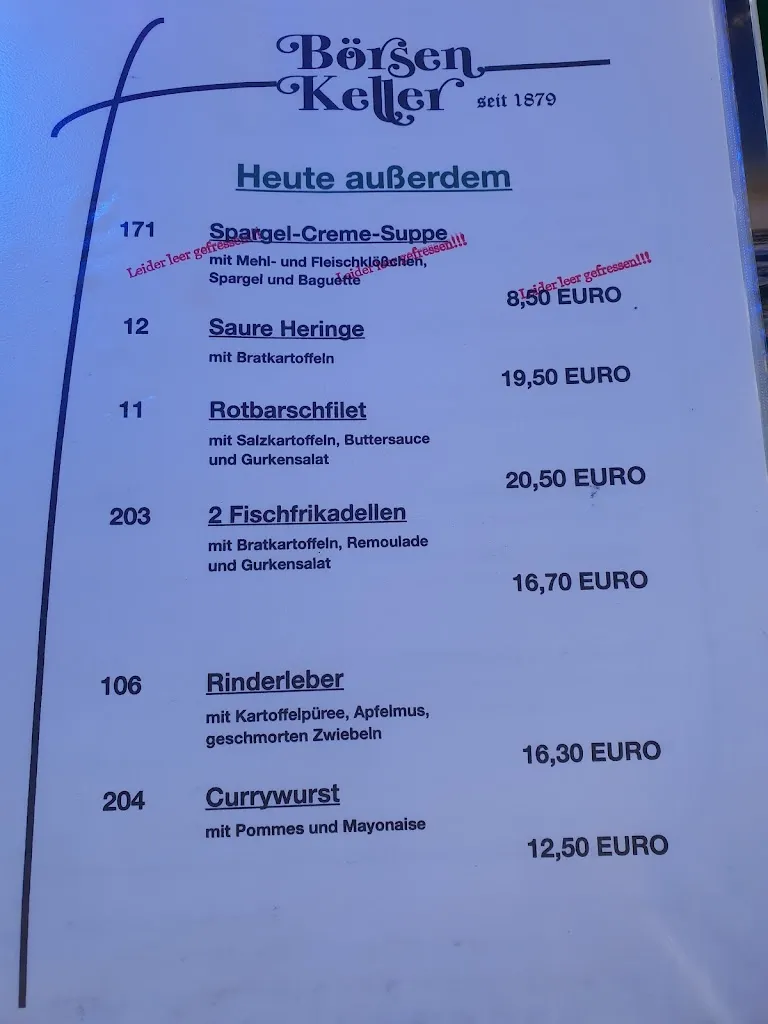 Börsen
Keller seit 1879
Heute außerdem
171 Spargel-Creme-Suppe
Leider leer gefressen!!!
Leider leer gefressen!!!
Leider leer gefressen!!!
mit Mehl- und Fleischklößchen,
Spargel und Baguette
8,50 EURO
12 Saure Heringe
mit Bratkartoffeln
19,50 EURO
11 Rotbarschfilet
mit Salzkartoffeln, Buttersauce
und Gurkensalat
20,50 EURO
203 2 Fischfrikadellen
mit Bratkartoffeln, Remoulade
und Gurkensalat
16,70 EURO
106 Rinderleber
mit Kartoffelpüree, Apfelmus,
geschmorten Zwiebeln
16,30 EURO
204 Currywurst
mit Pommes und Mayonaise
12,50 EURO